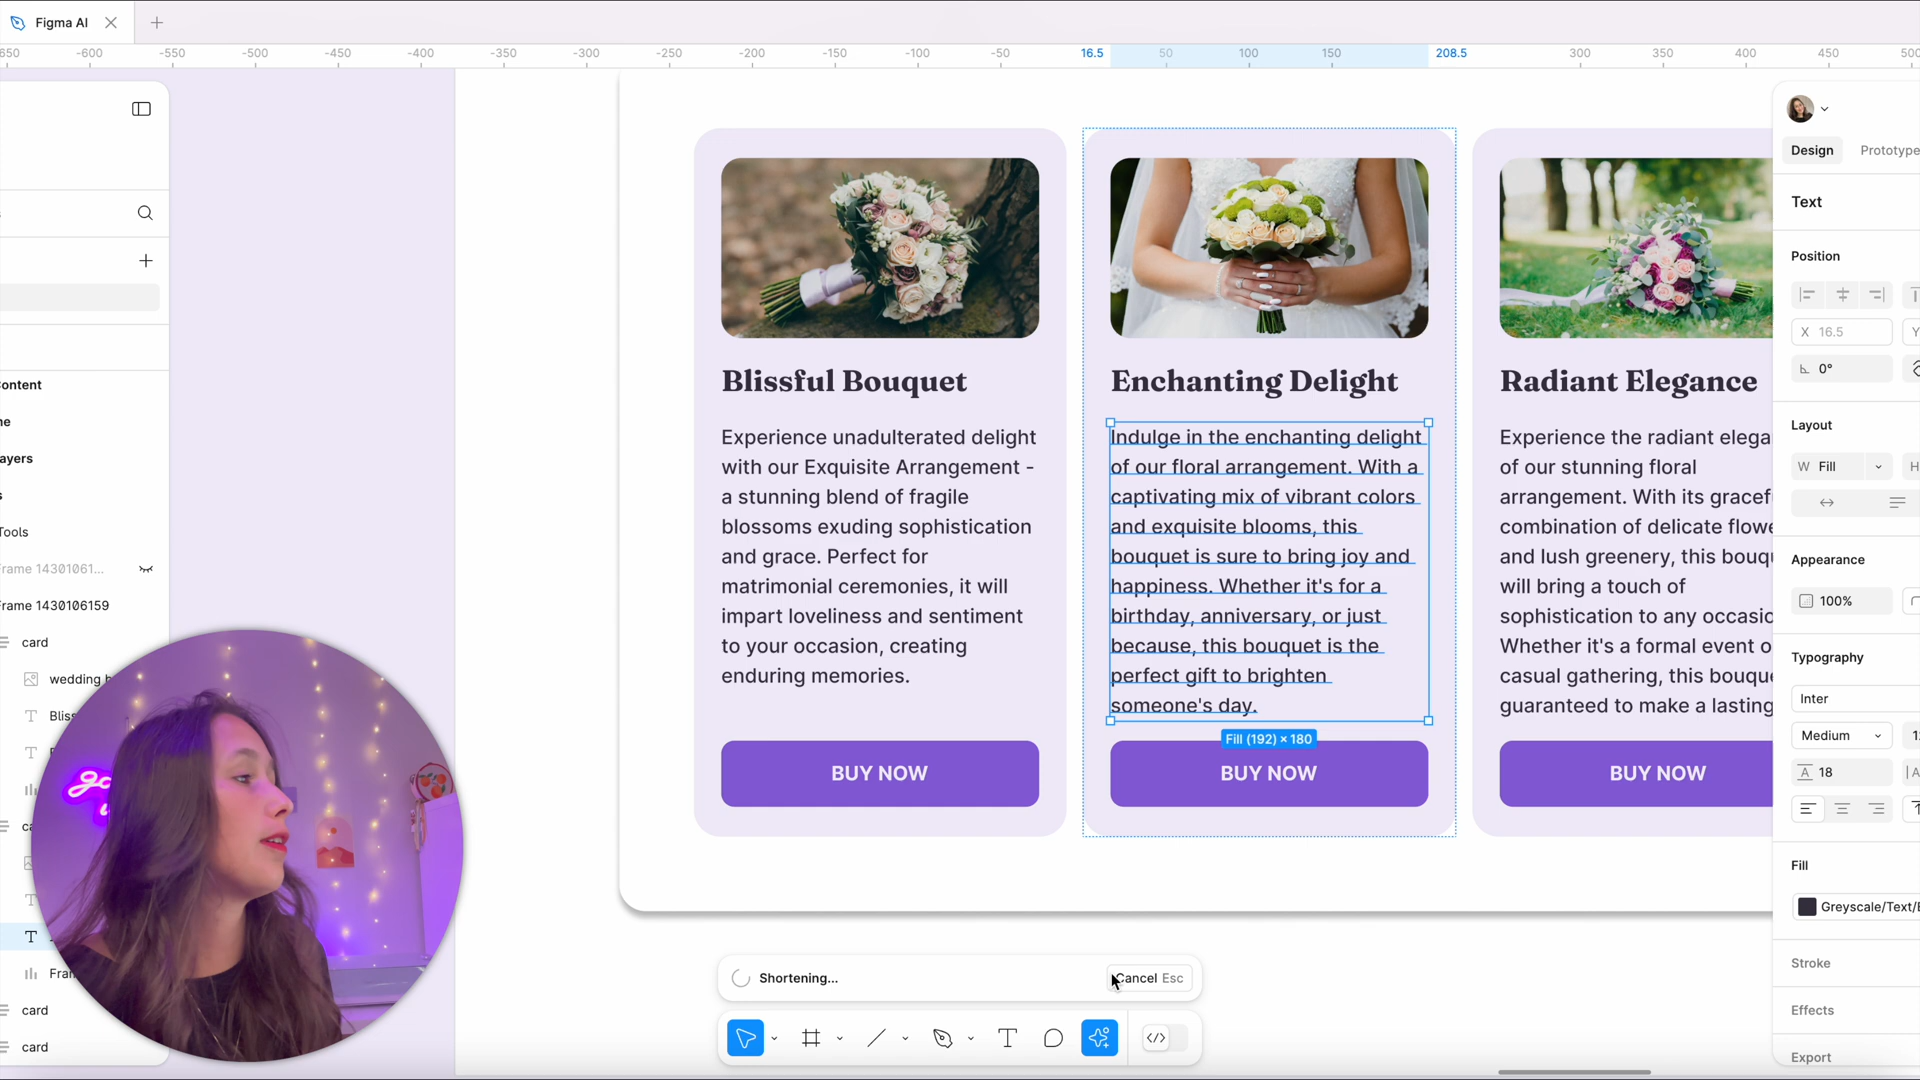 Figma AI
650 -600 -550 -500 -450 -400 -350 -300 -250 -200 -150 -100 -50 16.5 50 100 150 208.5 300 350 400 450 500
Content
ayers
Tools
Frame 14301061...
Frame 1430106159
card
wedding
Bliss
card
card
Blissful Bouquet
Experience unadulterated delight
with our Exquisite Arrangement -
a stunning blend of fragile
blossoms exuding sophistication
and grace. Perfect for
matrimonial ceremonies, it will
impart loveliness and sentiment
to your occasion, creating
enduring memories.
BUY NOW
Enchanting Delight
Indulge in the enchanting delight
of our floral arrangement. With a
captivating mix of vibrant colors
and exquisite blooms, this
bouquet is sure to bring joy and
happiness. Whether it's for a
birthday, anniversary, or just
because, this bouquet is the
perfect gift to brighten
someone's day.
Fill (192) × 180
BUY NOW
Radiant Elegance
Experience the radiant elega
of our stunning floral
arrangement. With its gracef
combination of delicate flowe
and lush greenery, this bouqu
will bring a touch of
sophistication to any occasio
Whether it's a formal event o
casual gathering, this bouque
guaranteed to make a lasting
BUY NOW
Shortening...
Cancel Esc
Design Prototype
Text
Position
X 16.5 Y
0°
Layout
W Fill H
Appearance
100%
Typography
Inter
Medium
18
Fill
Greyscale/Text/
Stroke
Effects
Export